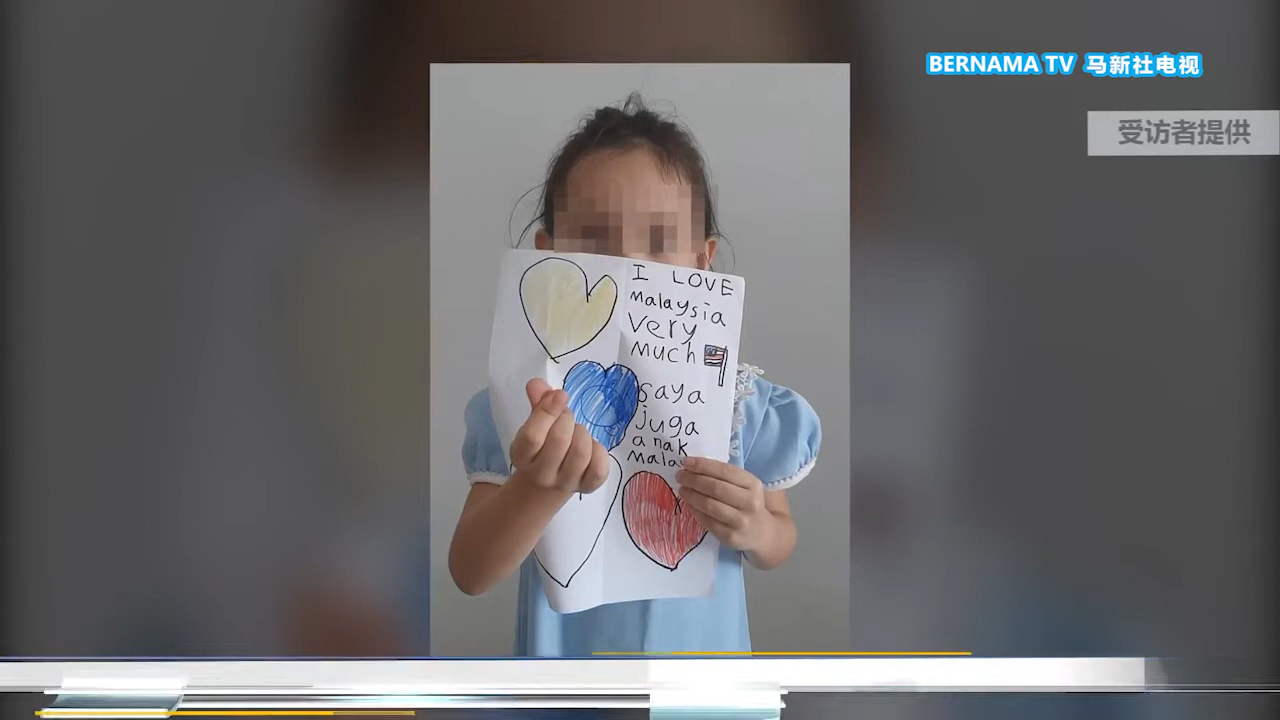 BERNAMA TV 马新社电视
受访者提供
I LOVE
Malaysia
very
much
saya
juga
anak